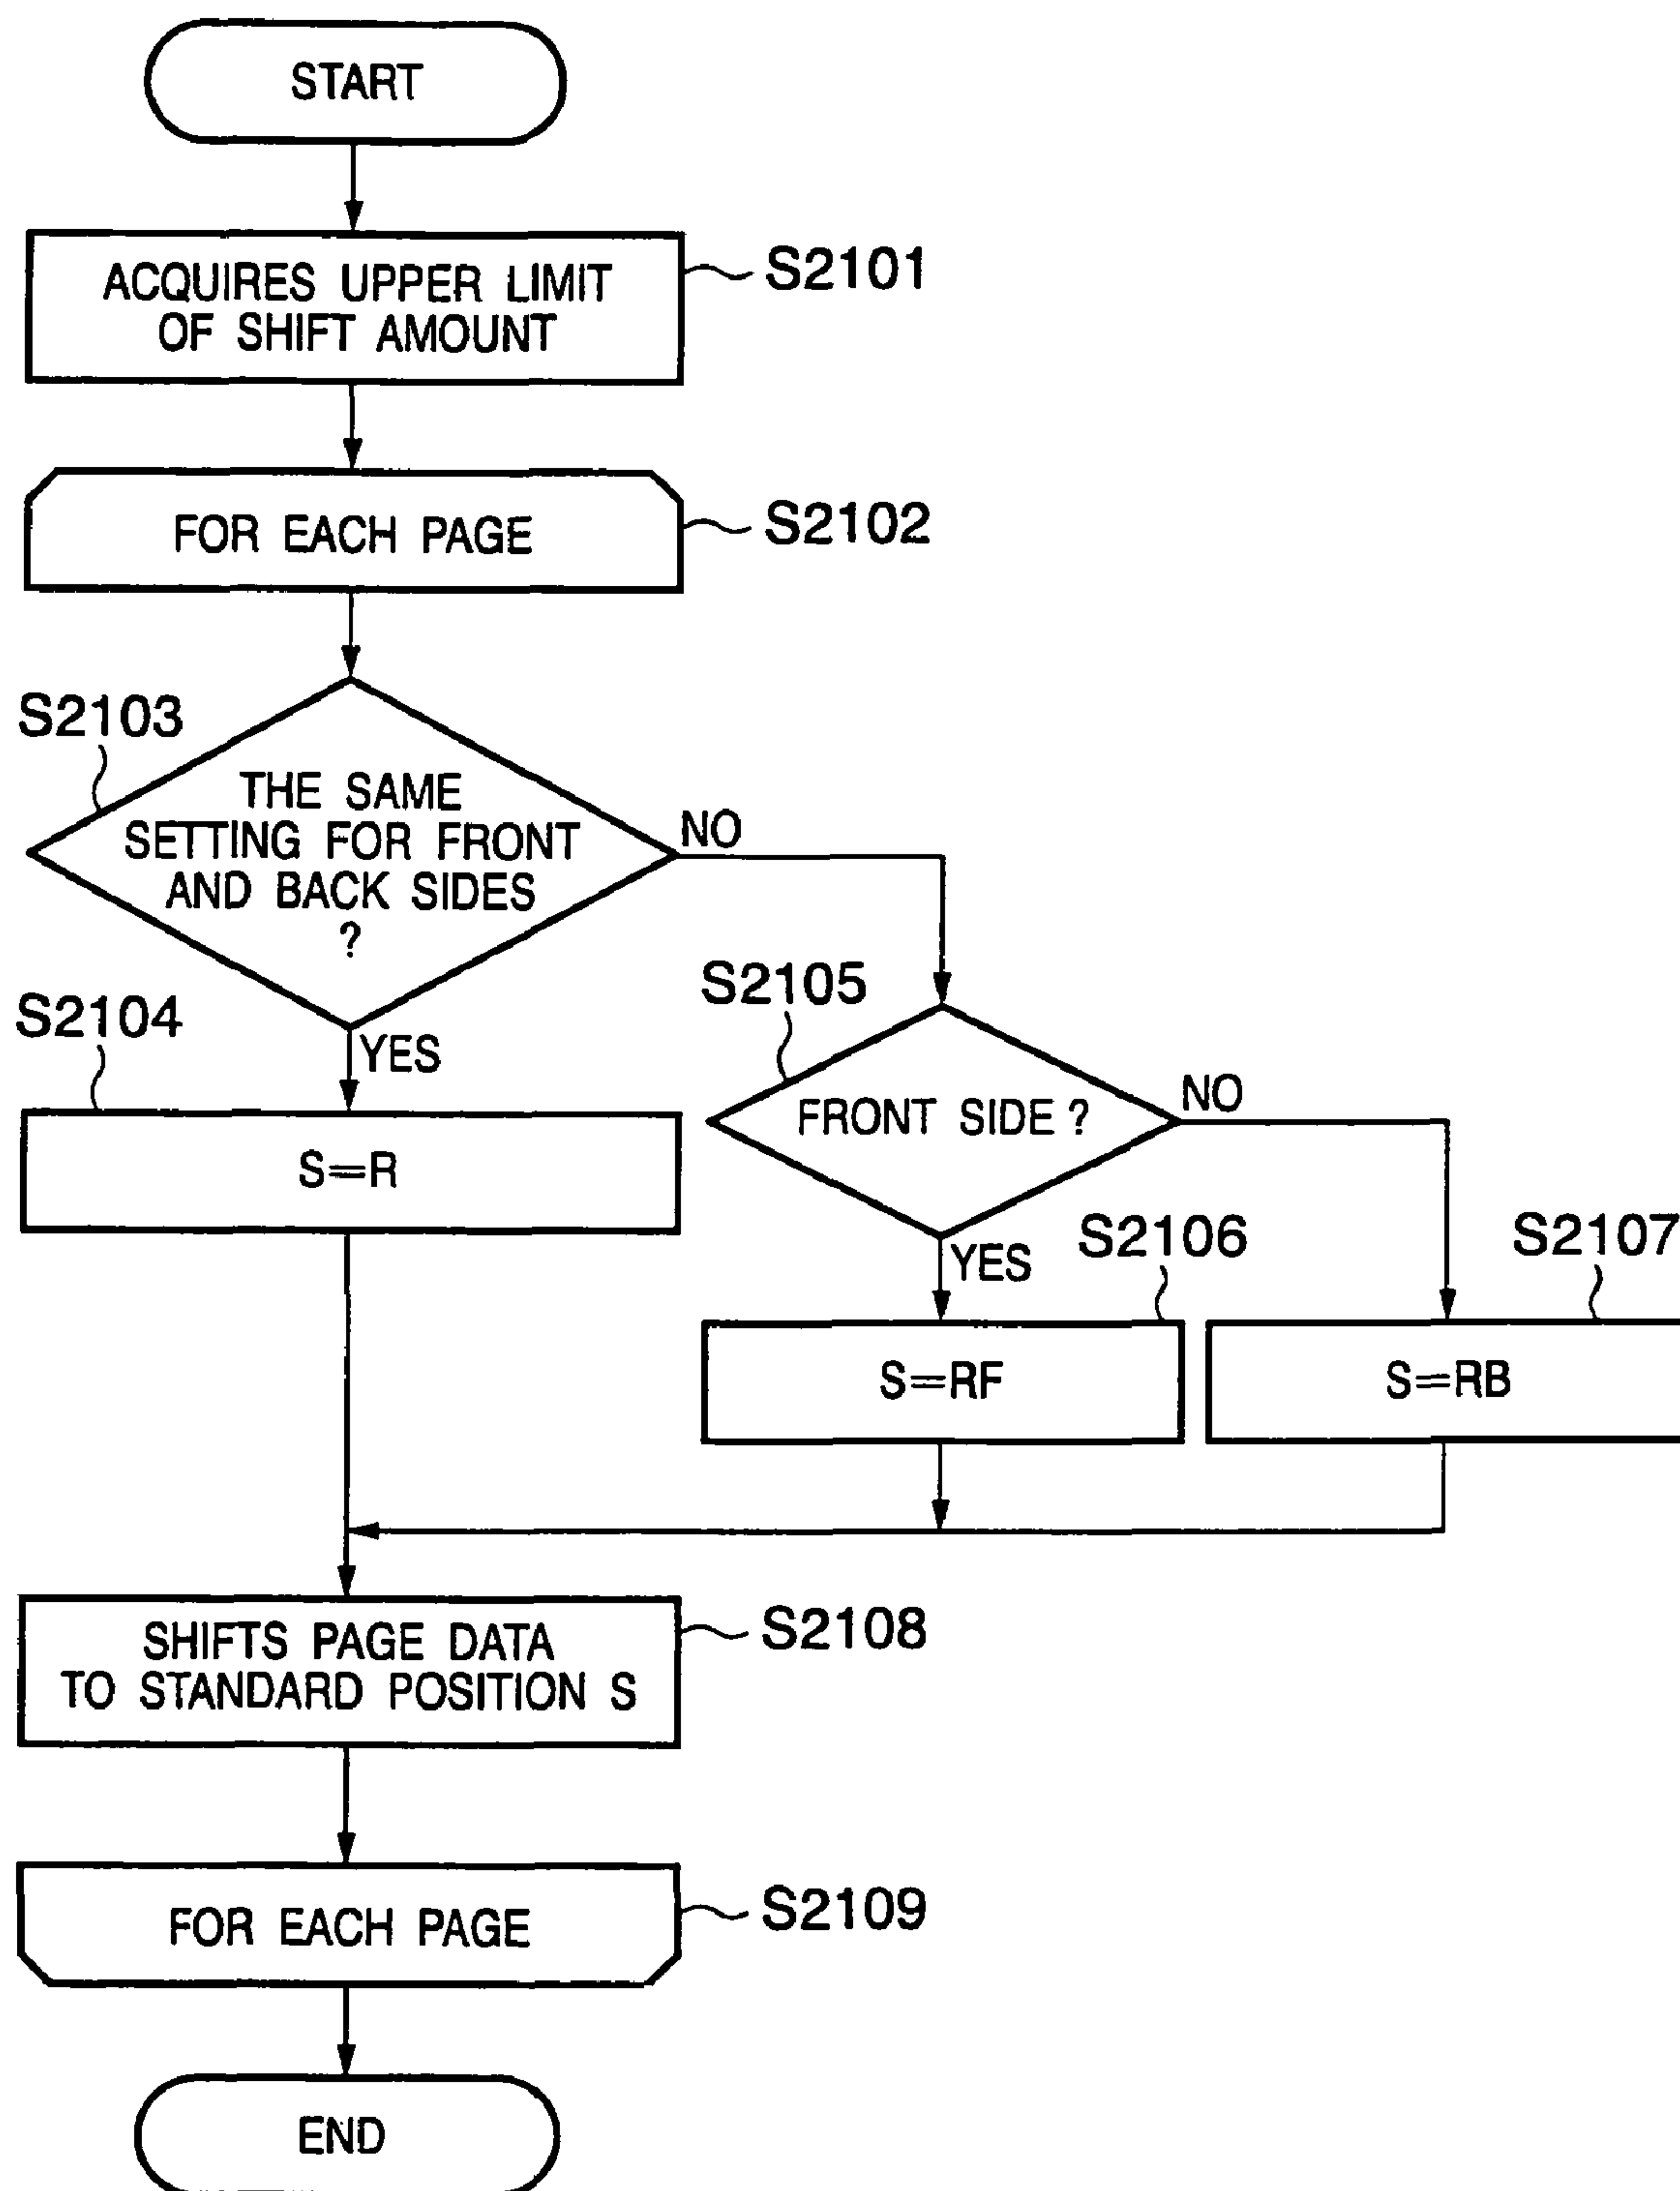 START
ACQUIRES UPPER LIMIT
OF SHIFT AMOUNT
S2101
FOR EACH PAGE
S2102
S2103
THE SAME
SETTING FOR FRONT
AND BACK SIDES
?
NO
YES
S2104
S=R
S2105
FRONT SIDE ?
NO
YES
S2106
S=RF
S2107
S=RB
SHIFTS PAGE DATA
TO STANDARD POSITION S
S2108
FOR EACH PAGE
S2109
END